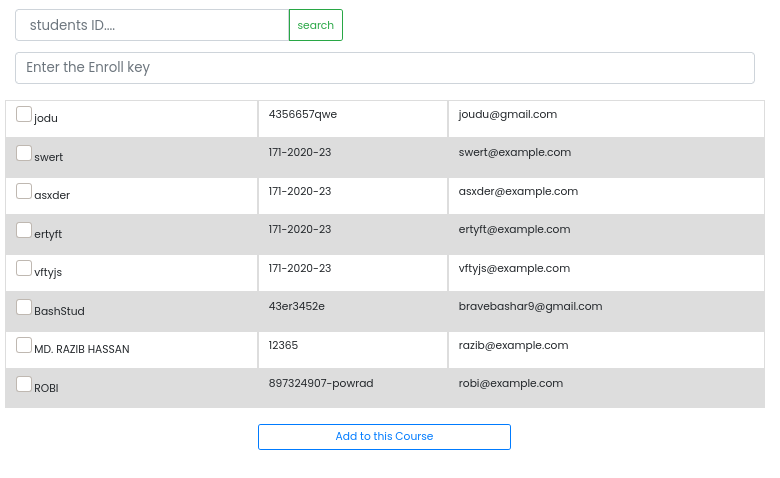 students ID.... search
Enter the Enroll key
jodu 4356657qwe joudu@gmail.com
swert 171-2020-23 swert@example.com
asxder 171-2020-23 asxder@example.com
ertyft 171-2020-23 ertyft@example.com
vftyjs 171-2020-23 vftyjs@example.com
BashStud 43er3452e bravebashar9@gmail.com
MD. RAZIB HASSAN 12365 razib@example.com
ROBI 897324907-powrad robi@example.com
Add to this Course